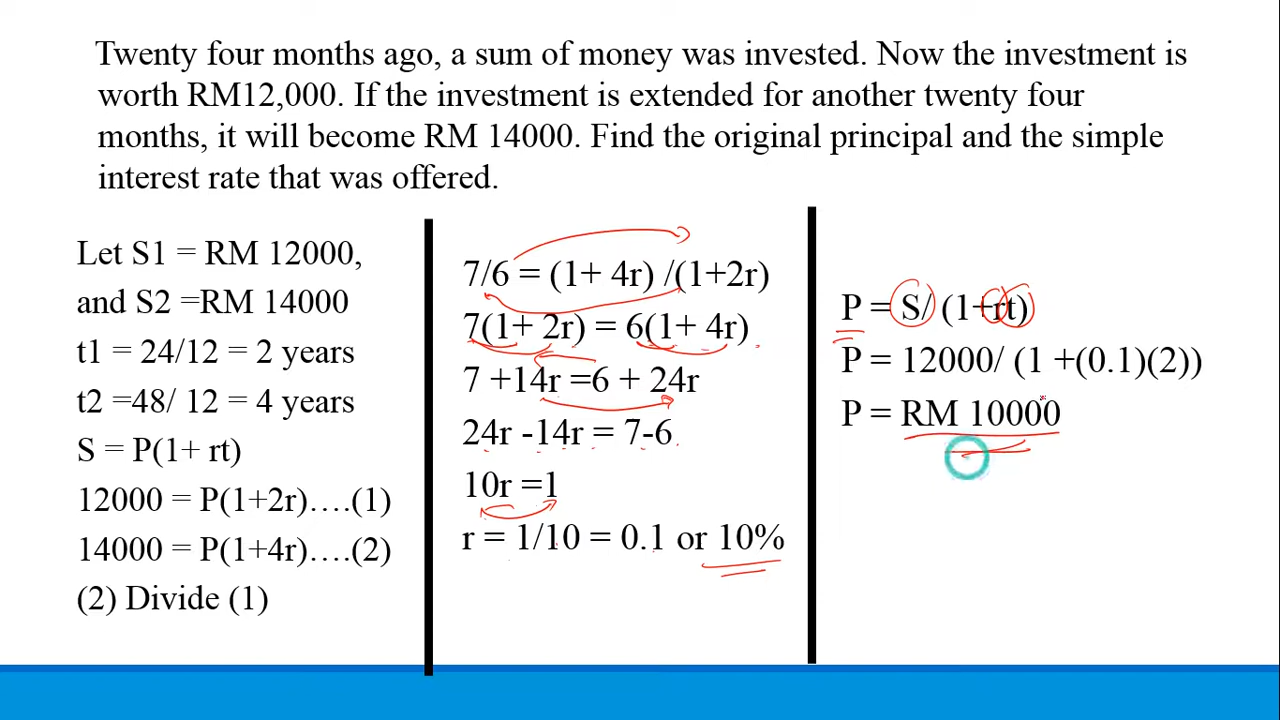 Twenty four months ago, a sum of money was invested. Now the investment is
worth RM12,000. If the investment is extended for another twenty four
months, it will become RM 14000. Find the original principal and the simple
interest rate that was offered.
Let S1 = RM 12000,
and S2 =RM 14000
t1 = 24/12 = 2 years
t2 =48/ 12 = 4 years
S = P(1+ rt)
12000 = P(1+2r)….(1)
14000 = P(1+4r)….(2)
(2) Divide (1)
7/6 = (1+ 4r) /(1+2r)
7(1+ 2r) = 6(1+ 4r)
7 +14r =6 + 24r
24r -14r = 7-6
10r =1
r = 1/10 = 0.1 or 10%
P = S/ (1+rt)
P = 12000/ (1 +(0.1)(2))
P = RM 10000